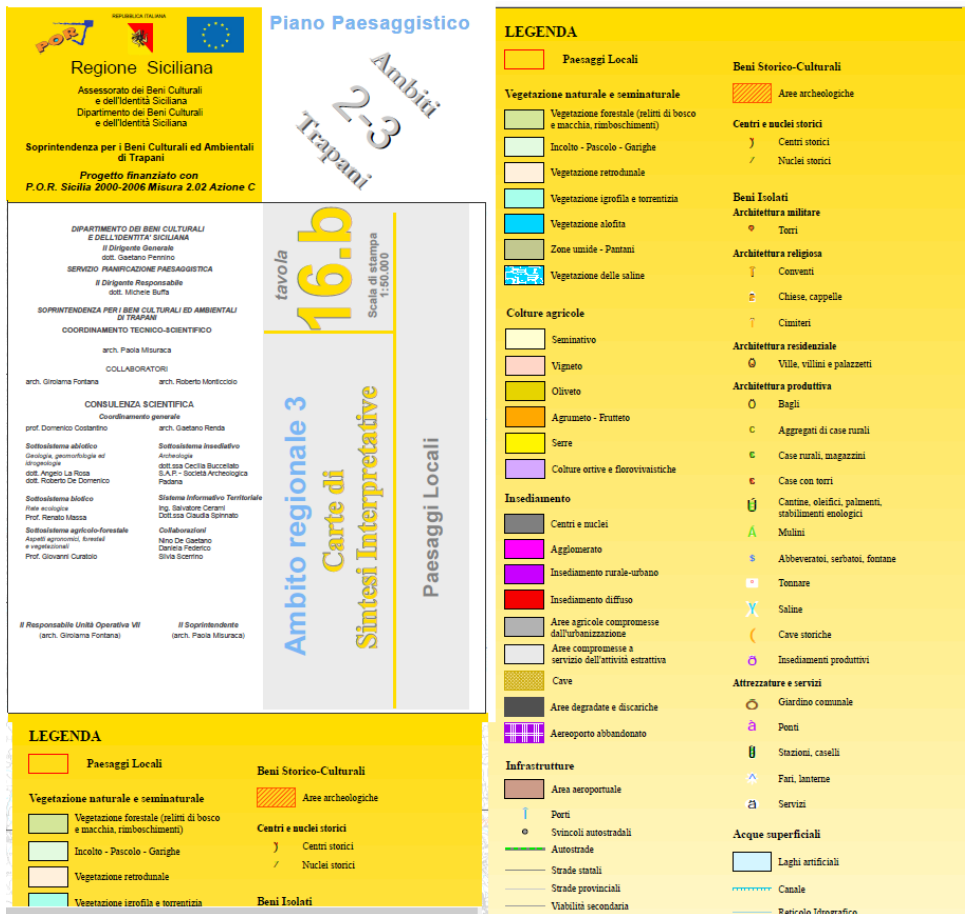 POR
REPUBBLICA ITALIANA
Regione Siciliana
Assessorato dei Beni Culturali
e dell'Identità Siciliana
Dipartimento dei Beni Culturali
e dell'Identità Siciliana
Soprintendenza per i Beni Culturali ed Ambientali
di Trapani
Progetto finanziato con
P.O.R. Sicilia 2000-2006 Misura 2.02 Azione C
Piano Paesaggistico
Ambiti
2-3
Trapani
DIPARTIMENTO DEI BENI CULTURALI
E DELL'IDENTITA' SICILIANA
Il Dirigente Generale
dott. Gaetano Pennino
SERVIZIO PIANIFICAZIONE PAESAGGISTICA
Il Dirigente Responsabile
dott. Michele Buffa
SOPRINTENDENZA PER I BENI CULTURALI ED AMBIENTALI
DI TRAPANI
COORDINAMENTO TECNICO-SCIENTIFICO
arch. Paola Misuraca
COLLABORATORI
arch. Girolama Fontana
arch. Roberto Monticciolo
CONSULENZA SCIENTIFICA
Coordinamento generale
prof. Domenico Costantino
arch. Gaetano Renda
Sottosistema abiotico
Geologia, geomorfologia ed
idrogeologia
dott. Angelo La Rosa
dott. Roberto De Domenico
Sottosistema biotico
Rete ecologica
Prof. Renato Massa
Sottosistema agricolo-forestale
Aspetti agronomici, forestali
e vegetazionali
Prof. Giovanni Curatolo
Sottosistema insediativo
Archeologia
dott.ssa Cecilia Buccellato
S.A.P. - Società Archeologica
Padana
Sistema Informativo Territoriale
Ing. Salvatore Cerami
Dott.ssa Claudia Spinnato
Collaborazioni
Nino De Gaetano
Daniela Federico
Silvia Scerrino
Il Responsabile Unità Operativa VII
(arch. Girolama Fontana)
Il Soprintendente
(arch. Paola Misuraca)
tavola
16.b
Scala di stampa
1:50.000
Ambito regionale 3
Carte di
Sintesi Interpretative
Paesaggi Locali
LEGENDA
Paesaggi Locali
Vegetazione naturale e seminaturale
Vegetazione forestale (relitti di bosco
e macchia, rimboschimenti)
Incolto - Pascolo - Garighe
Vegetazione retrodunale
Vegetazione igrofila e torrentizia
Beni Storico-Culturali
Aree archeologiche
Centri e nuclei storici
Centri storici
Nuclei storici
Beni Isolati
LEGENDA
Paesaggi Locali
Vegetazione naturale e seminaturale
Vegetazione forestale (relitti di bosco
e macchia, rimboschimenti)
Incolto - Pascolo - Garighe
Vegetazione retrodunale
Vegetazione igrofila e torrentizia
Vegetazione alofita
Zone umide - Pantani
Vegetazione delle saline
Colture agricole
Seminativo
Vigneto
Oliveto
Agrumeto - Frutteto
Serre
Colture ortive e florovivaistiche
Insediamento
Centri e nuclei
Agglomerato
Insediamento rurale-urbano
Insediamento diffuso
Aree agricole compromesse
dall'urbanizzazione
Aree compromesse a
servizio dell'attività estrattiva
Cave
Aree degradate e discariche
Aereoporto abbandonato
Infrastrutture
Area aeroportuale
Porti
Svincoli autostradali
Autostrade
Strade statali
Strade provinciali
Viabilità secondaria
Beni Storico-Culturali
Aree archeologiche
Centri e nuclei storici
Centri storici
Nuclei storici
Beni Isolati
Architettura militare
Torri
Architettura religiosa
Conventi
Chiese, cappelle
Cimiteri
Architettura residenziale
Ville, villini e palazzetti
Architettura produttiva
Bagli
Aggregati di case rurali
Case rurali, magazzini
Case con torri
Cantine, oleifici, palmenti,
stabilimenti enologici
Mulini
Abbeveratoi, serbatoi, fontane
Tonnare
Saline
Cave storiche
Insediamenti produttivi
Attrezzature e servizi
Giardino comunale
Ponti
Stazioni, caselli
Fari, lanterne
Servizi
Acque superficiali
Laghi artificiali
Canale
Reticolo Idrografico